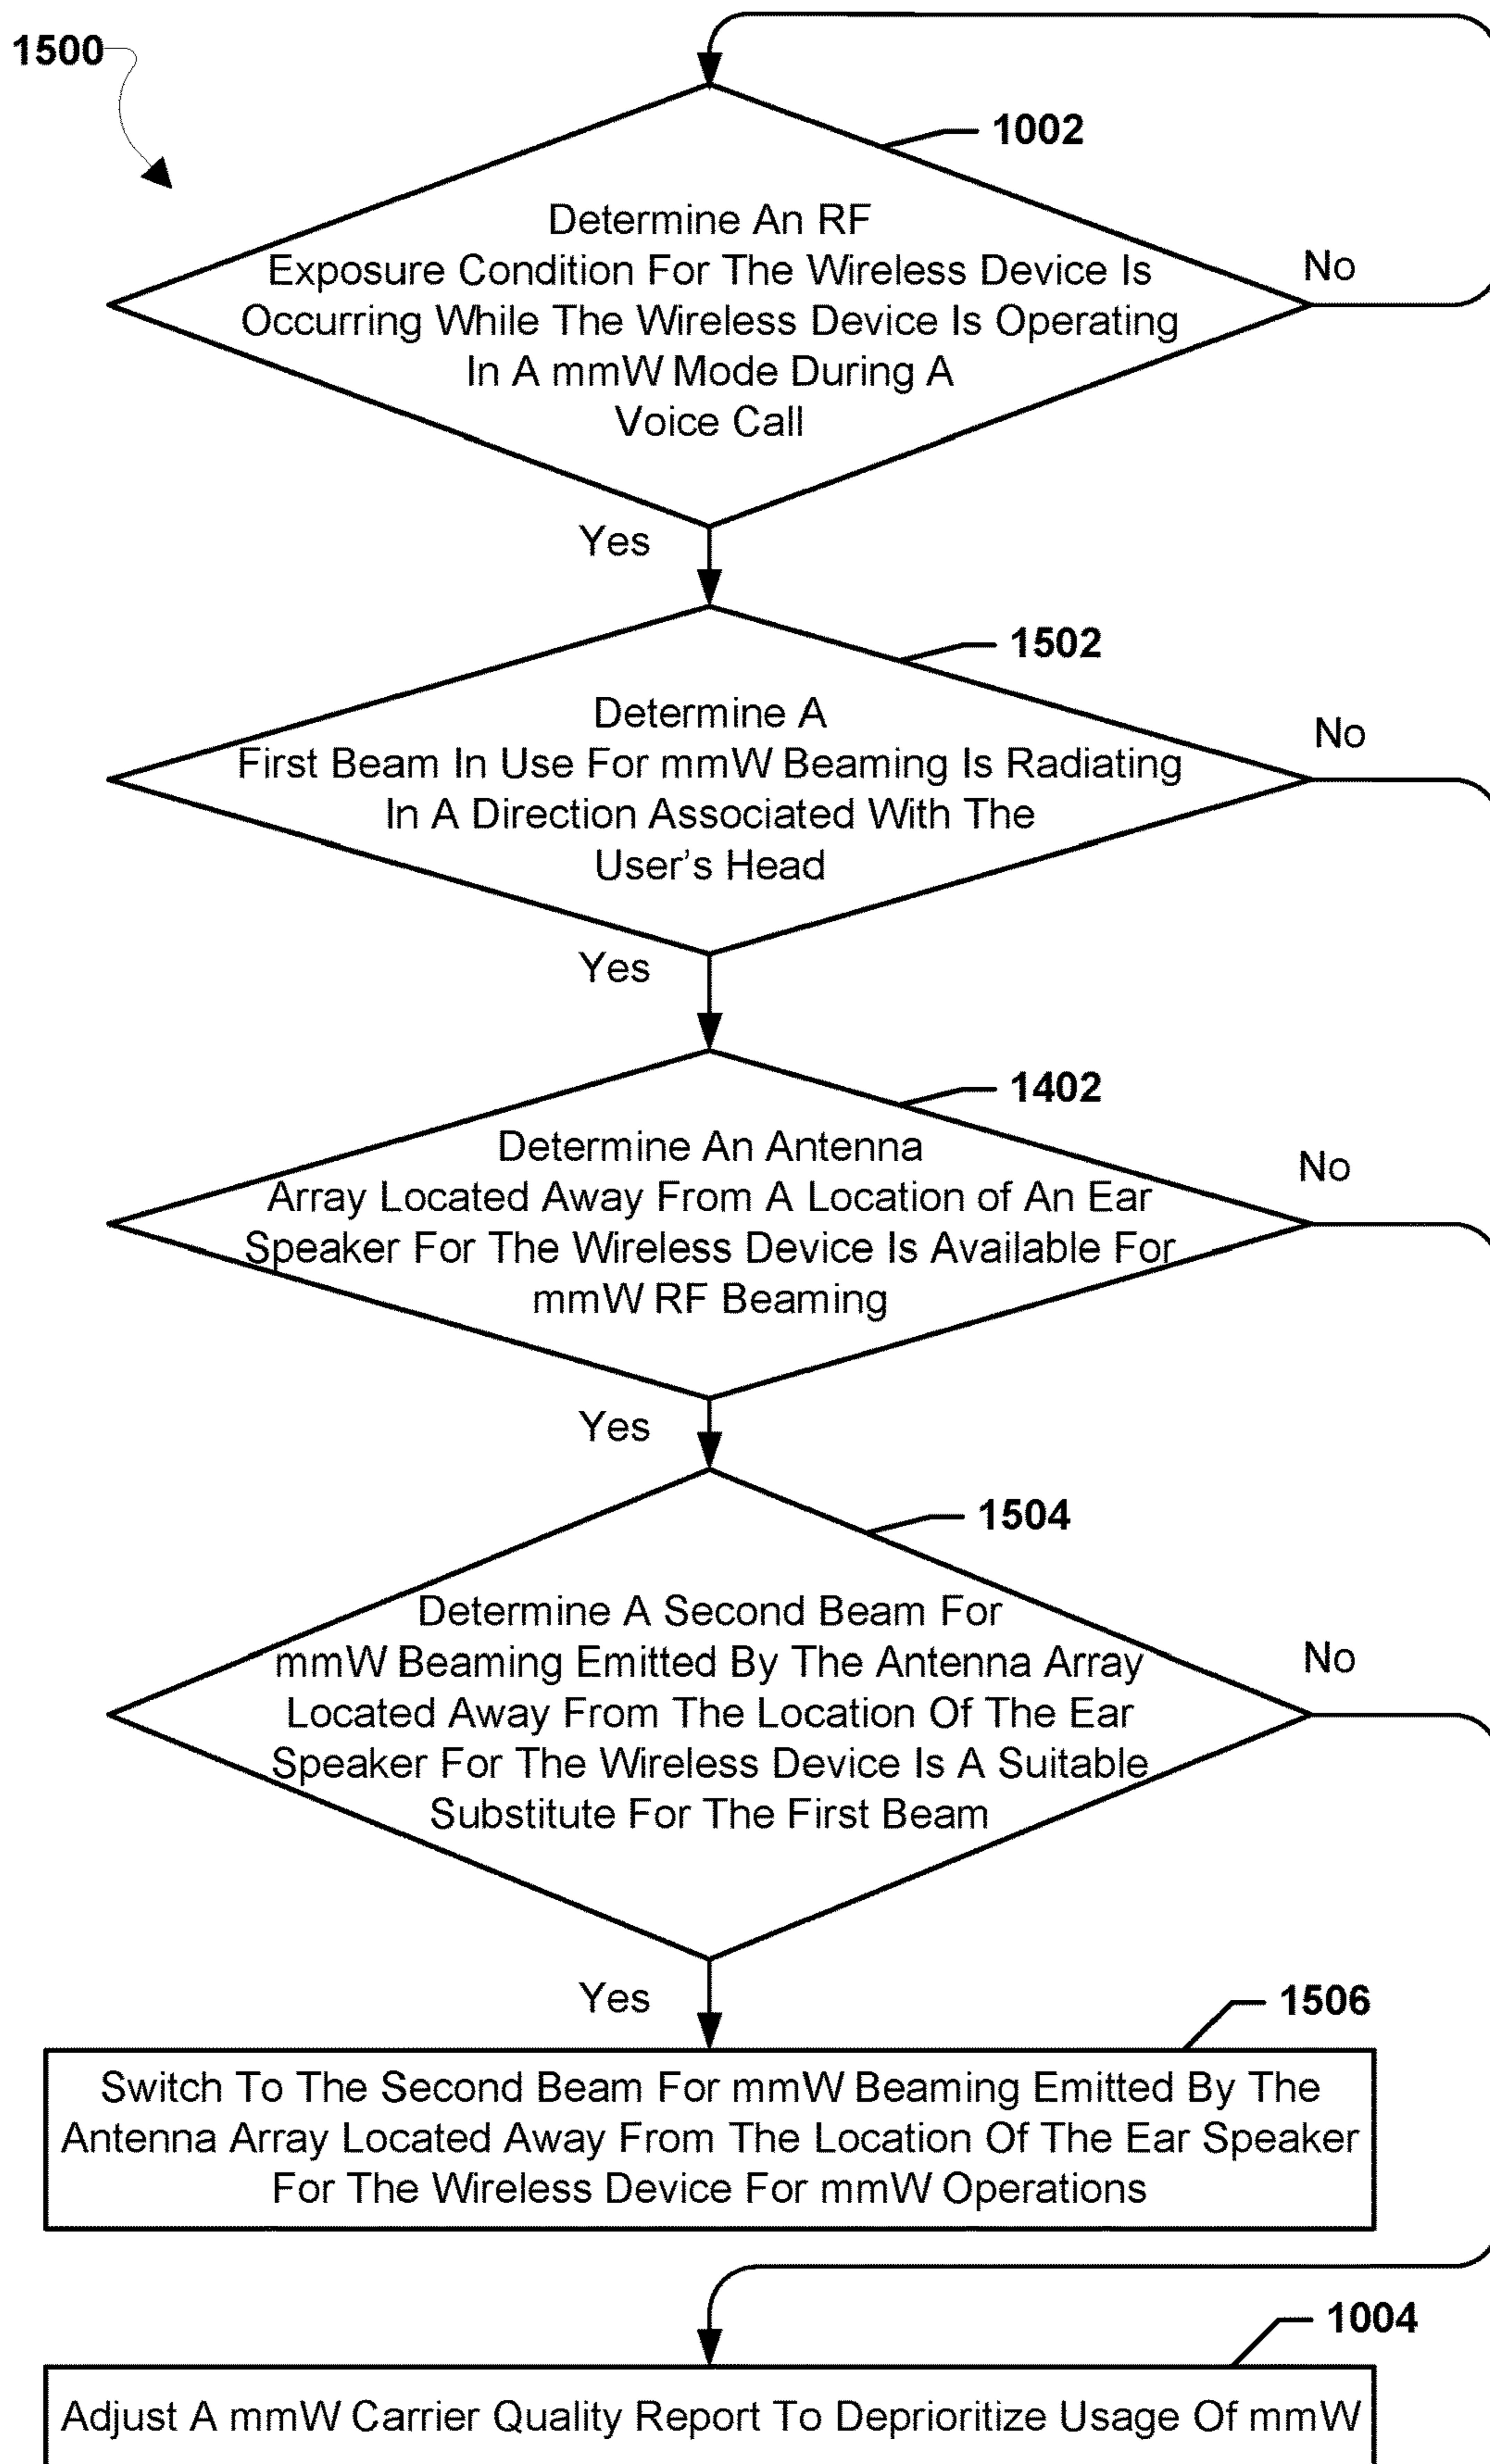 1500
1002
Determine An RF
Exposure Condition For The Wireless Device Is
Occurring While The Wireless Device Is Operating
In A mmW Mode During A
Voice Call
No
Yes
1502
Determine A
First Beam In Use For mmW Beaming Is Radiating
In A Direction Associated With The
User's Head
No
Yes
1402
Determine An Antenna
Array Located Away From A Location of An Ear
Speaker For The Wireless Device Is Available For
mmW RF Beaming
No
Yes
1504
Determine A Second Beam For
mmW Beaming Emitted By The Antenna Array
Located Away From The Location Of The Ear
Speaker For The Wireless Device Is A Suitable
Substitute For The First Beam
No
Yes
1506
Switch To The Second Beam For mmW Beaming Emitted By The
Antenna Array Located Away From The Location Of The Ear Speaker
For The Wireless Device For mmW Operations
1004
Adjust A mmW Carrier Quality Report To Deprioritize Usage Of mmW